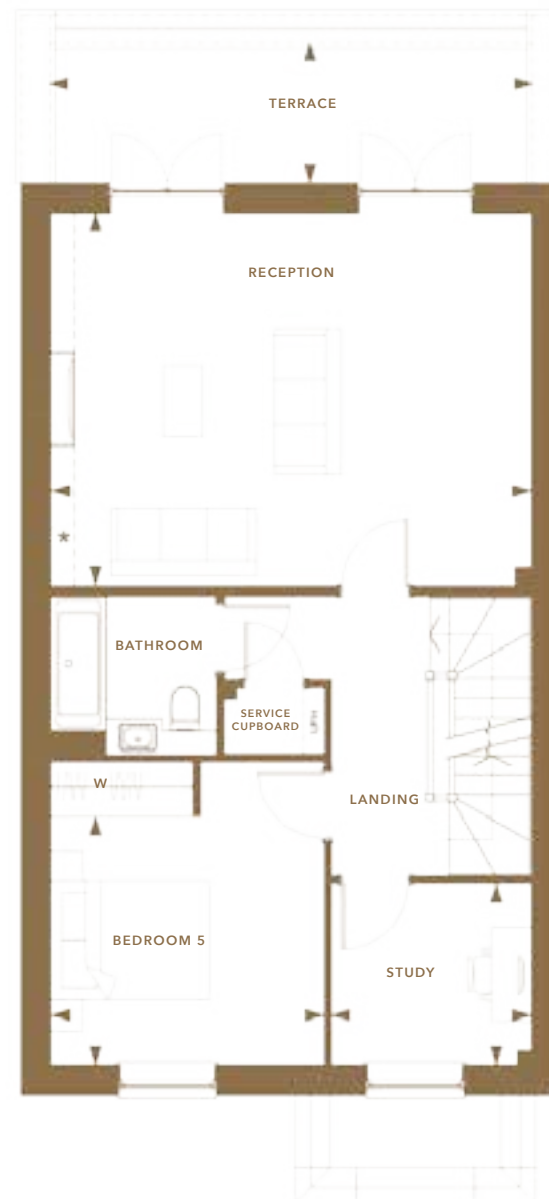 TERRACE
RECEPTION
*
BATHROOM
SERVICE
CUPBOARD
W
LANDING
BEDROOM 5
STUDY